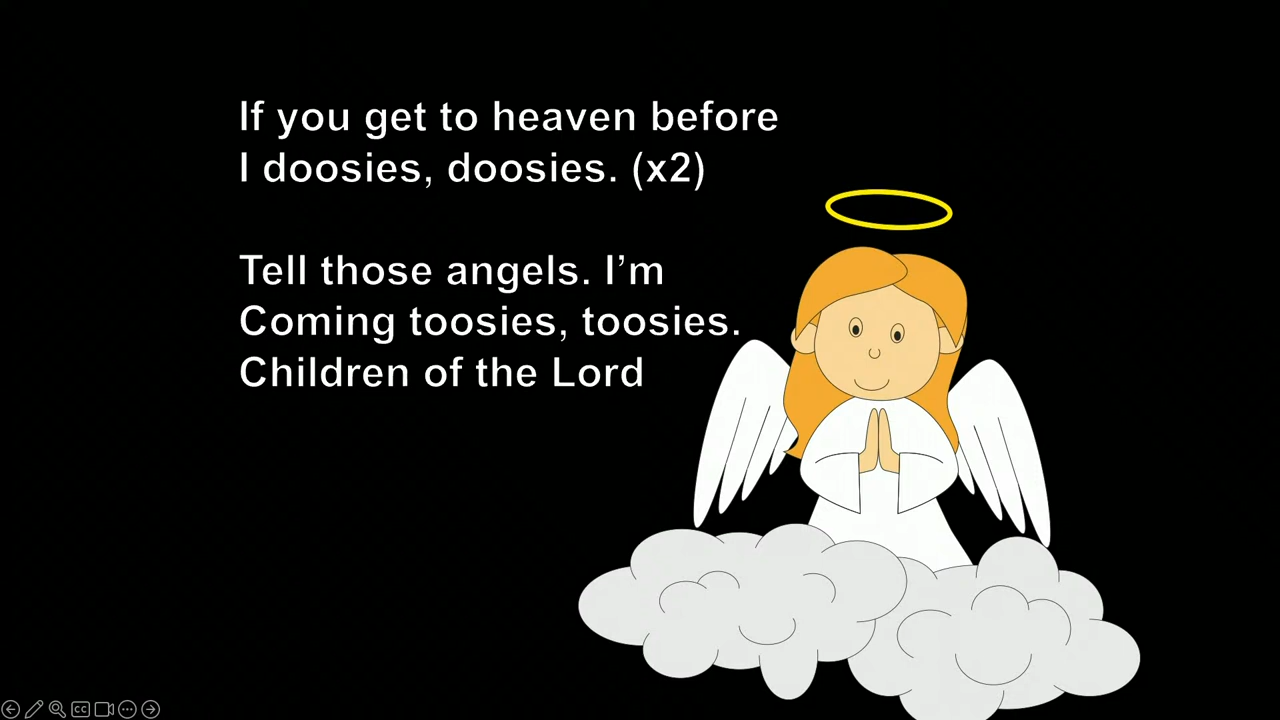 If you get to heaven before
I doosies, doosies. (x2)
Tell those angels. I’m
Coming toosies, toosies.
Children of the Lord
CC